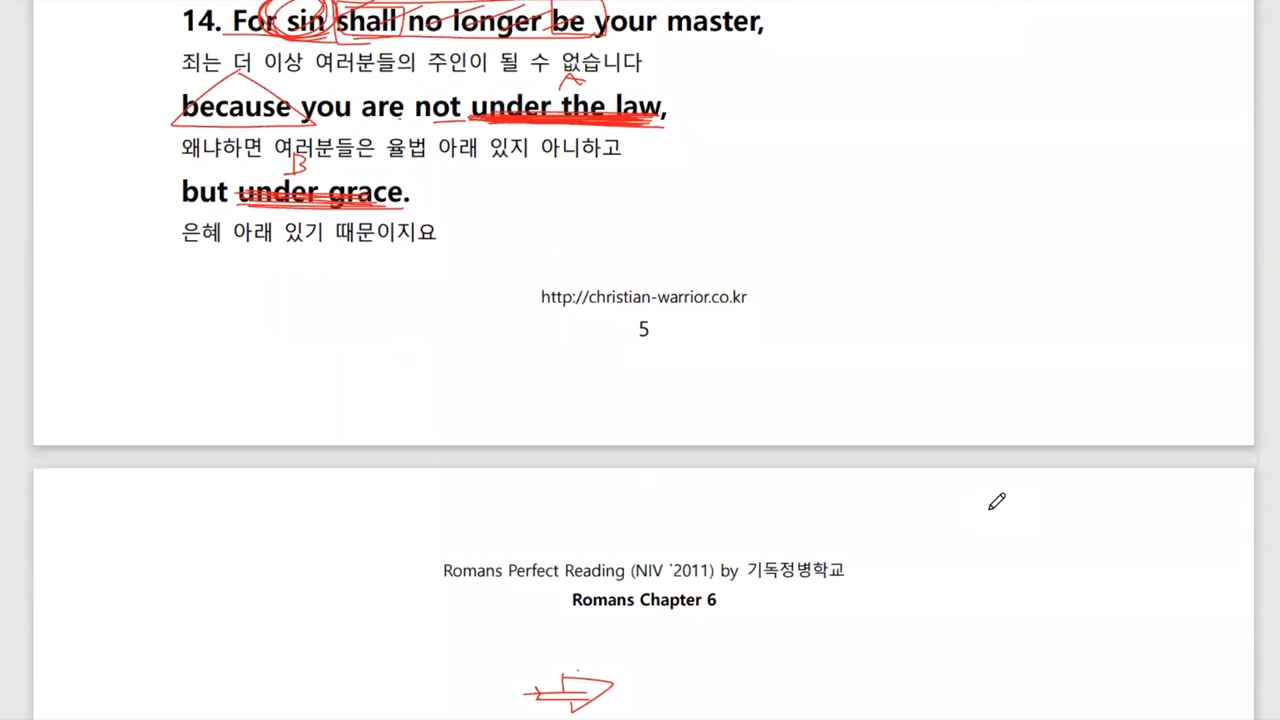 14. For sin shall no longer be your master,
죄는 더 이상 여러분들의 주인이 될 수 없습니다
A
because you are not under the law,
왜냐하면 여러분들은 율법 아래 있지 아니하고
B
but under grace.
은혜 아래 있기 때문이지요
http://christian-warrior.co.kr
5
Romans Perfect Reading (NIV `2011) by 기독정병학교
Romans Chapter 6